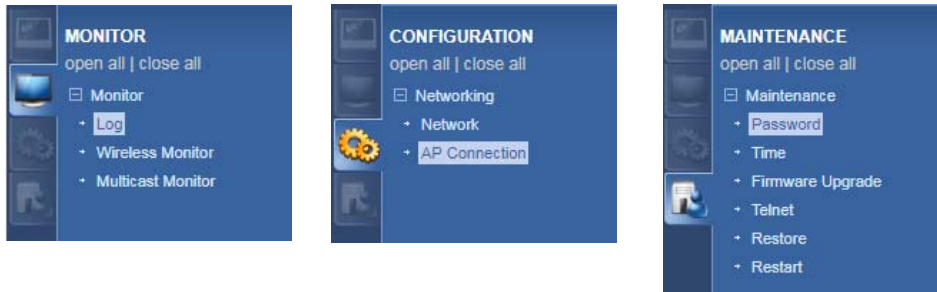 MONITOR
open all | close all
Monitor
Log
Wireless Monitor
Multicast Monitor
CONFIGURATION
open all | close all
Networking
Network
AP Connection
MAINTENANCE
open all | close all
Maintenance
Password
Time
Firmware Upgrade
Telnet
Restore
Restart